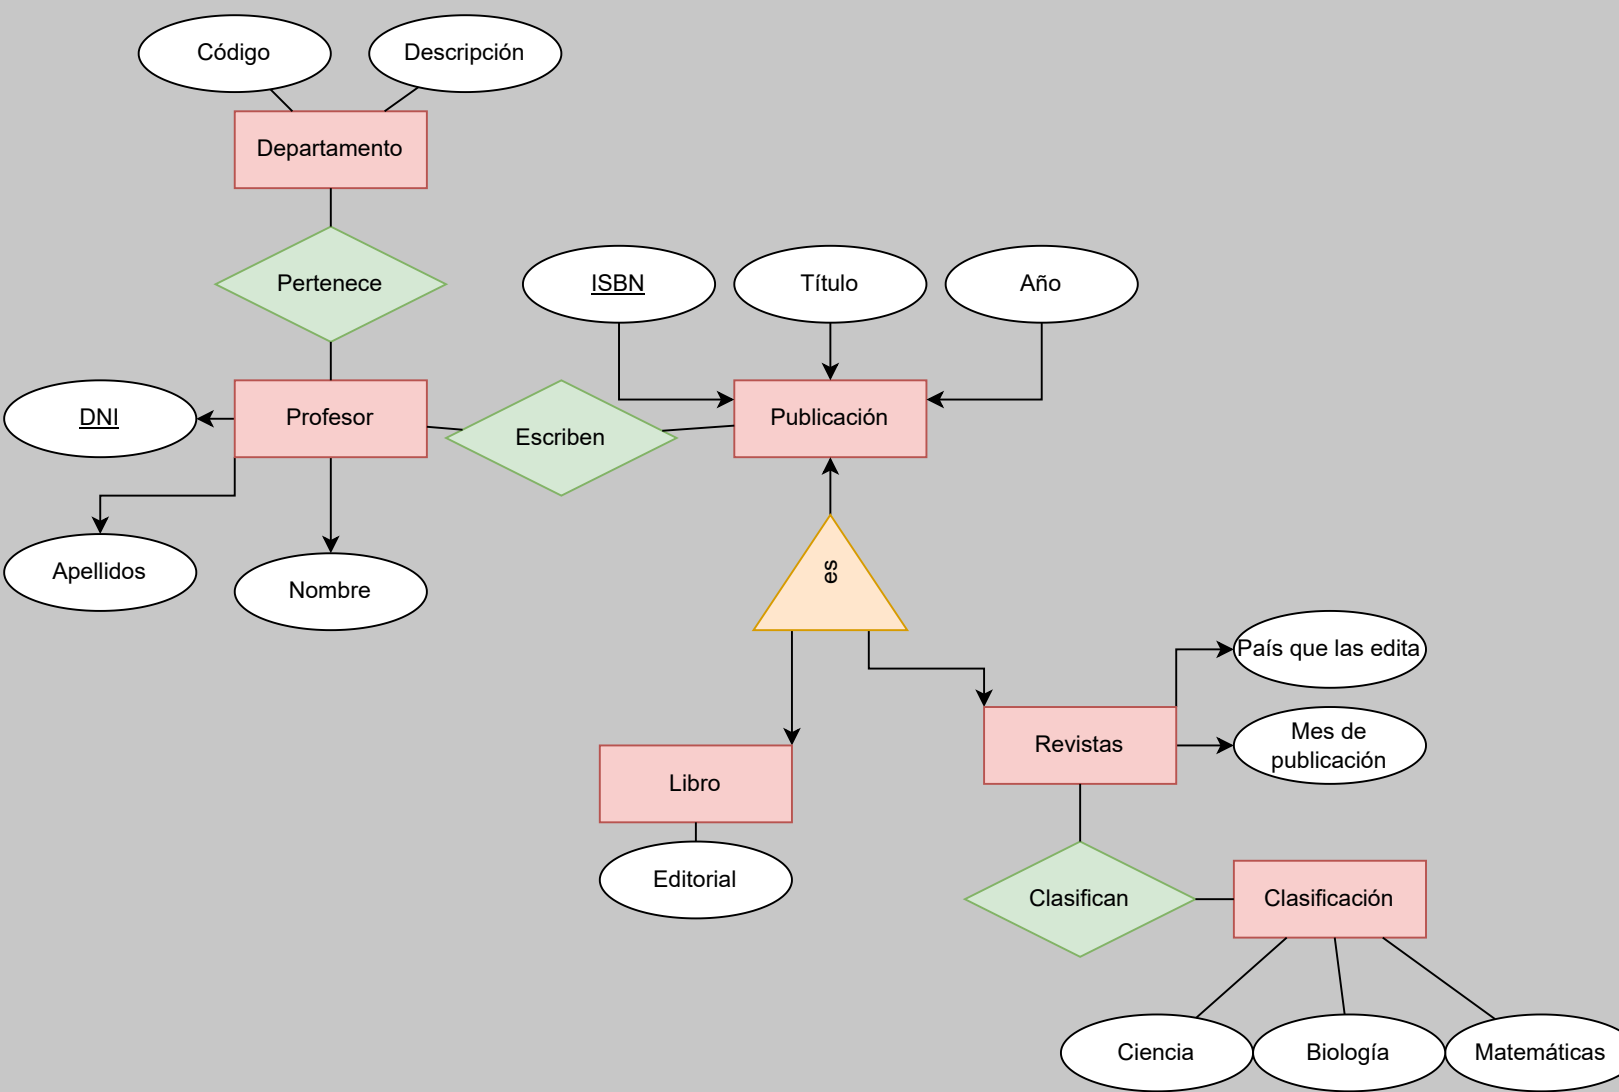 Código
Descripción
Departamento
Pertenece
ISBN
Título
Año
DNI
Profesor
Escriben
Publicación
Apellidos
Nombre
es
País que las edita
Mes de
publicación
Revistas
Libro
Editorial
Clasifican
Clasificación
Ciencia
Biología
Matemáticas